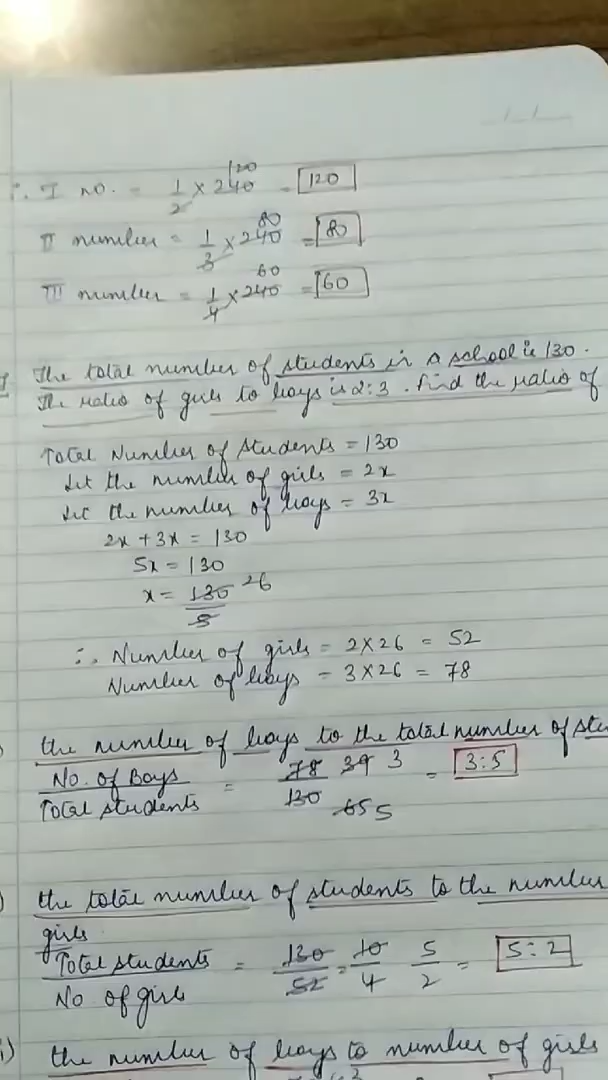 ∴ I no. = 1/2 × 240 120 = 120
II number = 1/3 × 240 80 = 80
III number = 1/4 × 240 60 = 60
The total number of students in a school is 130.
The ratio of girls to boys is 2:3. Find the ratio of
Total Number of students = 130
Let the number of girls = 2x
Let the number of boys = 3x
2x + 3x = 130
5x = 130
x = 130/5 26
∴ Number of girls = 2×26 = 52
Number of boys = 3×26 = 78
the number of boys to the total number of stu
No. of Boys/Total students = 78/130 39/65 3/5 = 3:5
the total number of students to the number
girls
Total students/No of girls = 130/52 = 10/4 5/2 = 5:2
i) the number of boys to number of girls